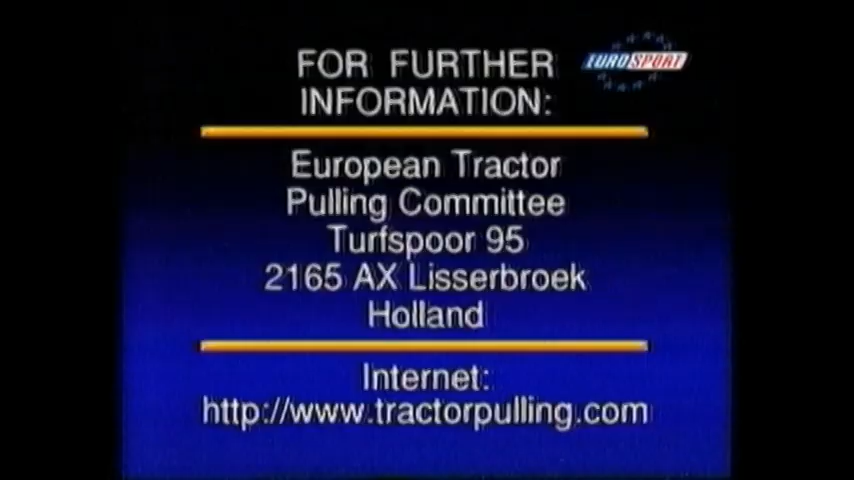 EUROSPORT
FOR FURTHER
INFORMATION:
European Tractor
Pulling Committee
Turfspoor 95
2165 AX Lisserbroek
Holland
Internet:
http://www.tractorpulling.com